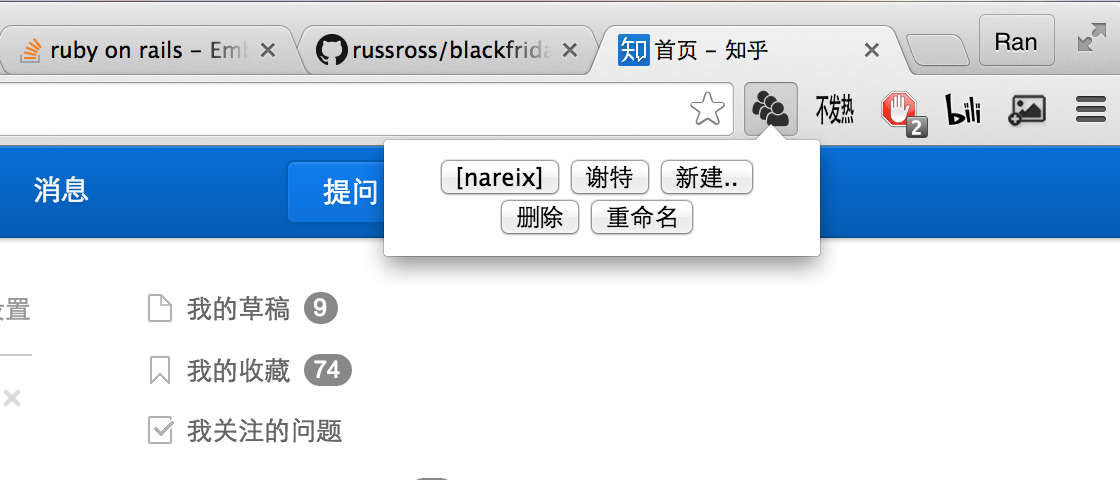 ruby on rails – Emb
russross/blackfrida
知 首页 – 知乎
Ran
不发热
2
bili
消息
提问
[nareix] 谢特 新建..
删除 重命名
设置
我的草稿 9
我的收藏 74
我关注的问题